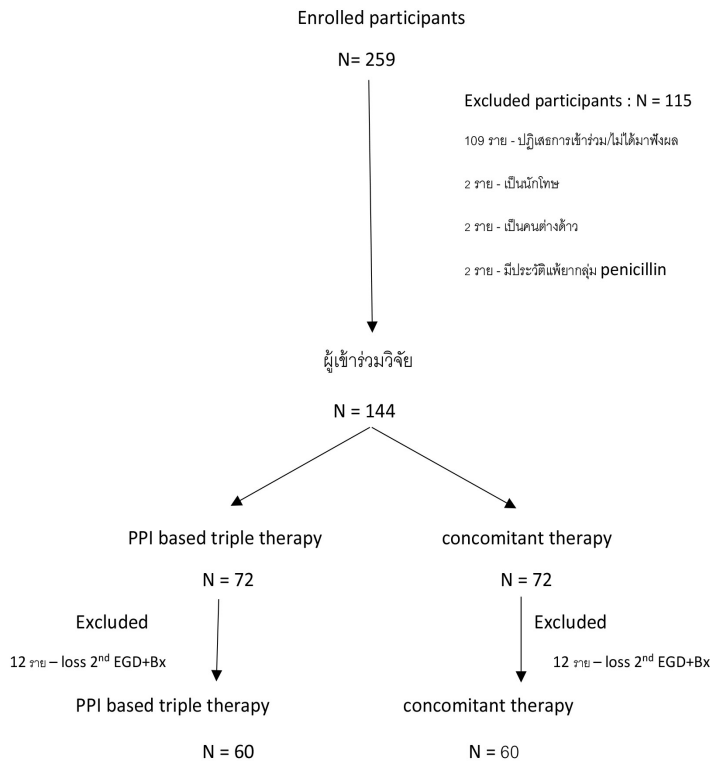 Enrolled participants
N= 259
Excluded participants : N = 115
109 ราย - ปฏิเสธการเข้าร่วม/ไม่ได้มาฟังผล
2 ราย - เป็นนักโทษ
2 ราย - เป็นคนต่างด้าว
2 ราย - มีประวัติแพ้ยากลุ่ม penicillin
ผู้เข้าร่วมวิจัย
N = 144
PPI based triple therapy concomitant therapy
N = 72 N = 72
Excluded Excluded
12 ราย – loss 2nd EGD+Bx 12 ราย – loss 2nd EGD+Bx
PPI based triple therapy concomitant therapy
N = 60 N = 60